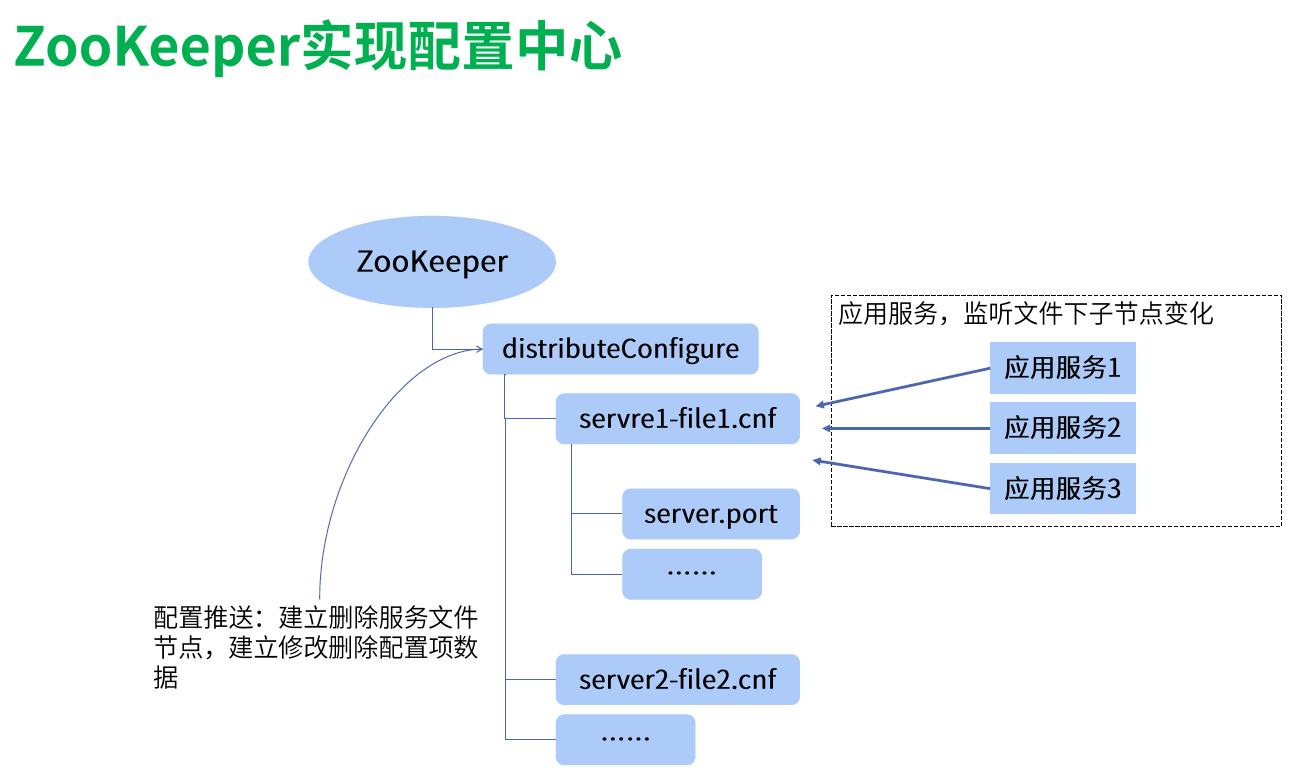 ZooKeeper实现配置中心
ZooKeeper
distributeConfigure
servre1-file1.cnf
server.port
……
server2-file2.cnf
……
配置推送：建立删除服务文件
节点，建立修改删除配置项数
据
应用服务，监听文件下子节点变化
应用服务1
应用服务2
应用服务3